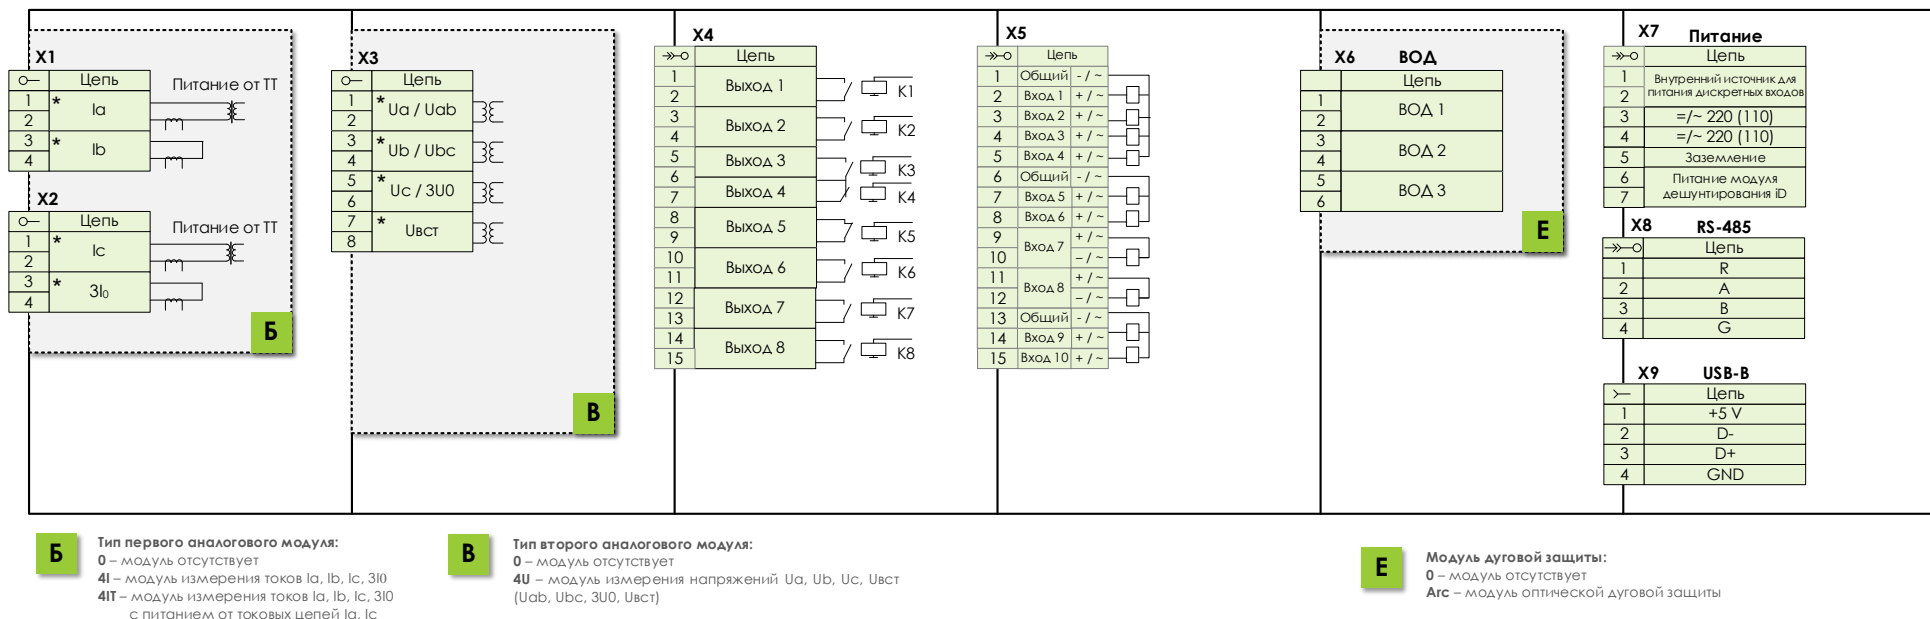 X1
Цепь
Питание от ТТ
1
2
* Ia
3
4
* Ib
X2
Цепь
Питание от ТТ
1
2
* Ic
3
4
* 3I0
Б
X3
Цепь
1
2
* Ua / Uab
3
4
* Ub / Ubc
5
6
* Uc / 3U0
7
8
* Uвст
В
X4
Цепь
1
2
Выход 1
K1
3
4
Выход 2
K2
5
6
Выход 3
K3
7
Выход 4
K4
8
9
Выход 5
K5
10
11
Выход 6
K6
12
13
Выход 7
K7
14
15
Выход 8
K8
X5
Цепь
1 Общий - / ~
2 Вход 1 + / ~
3 Вход 2 + / ~
4 Вход 3 + / ~
5 Вход 4 + / ~
6 Общий - / ~
7 Вход 5 + / ~
8 Вход 6 + / ~
9 + / ~
Вход 7
10 – / ~
11 + / ~
Вход 8
12 – / ~
13 Общий - / ~
14 Вход 9 + / ~
15 Вход 10 + / ~
X6 ВОД
Цепь
1
2
ВОД 1
3
4
ВОД 2
5
6
ВОД 3
Е
X7 Питание
Цепь
1 Внутренний источник для
2 питания дискретных входов
3 =/~ 220 (110)
4 =/~ 220 (110)
5 Заземление
6 Питание модуля
7 дешунтирования iD
X8 RS-485
Цепь
1 R
2 A
3 B
4 G
X9 USB-B
Цепь
1 +5 V
2 D-
3 D+
4 GND
Б
Тип первого аналогового модуля:
0 – модуль отсутствует
4I – модуль измерения токов Ia, Ib, Ic, 3I0
4IT – модуль измерения токов Ia, Ib, Ic, 3I0
с питанием от токовых цепей Ia, Ic
В
Тип второго аналогового модуля:
0 – модуль отсутствует
4U – модуль измерения напряжений Ua, Ub, Uc, Uвст
(Uab, Ubc, 3U0, Uвст)
Е
Модуль дуговой защиты:
0 – модуль отсутствует
Arc – модуль оптической дуговой защиты